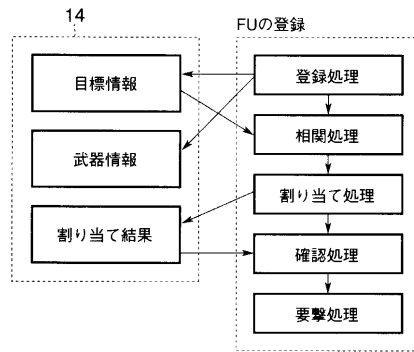 14
目標情報
武器情報
割り当て結果
FUの登録
登録処理
相関処理
割り当て処理
確認処理
要撃処理